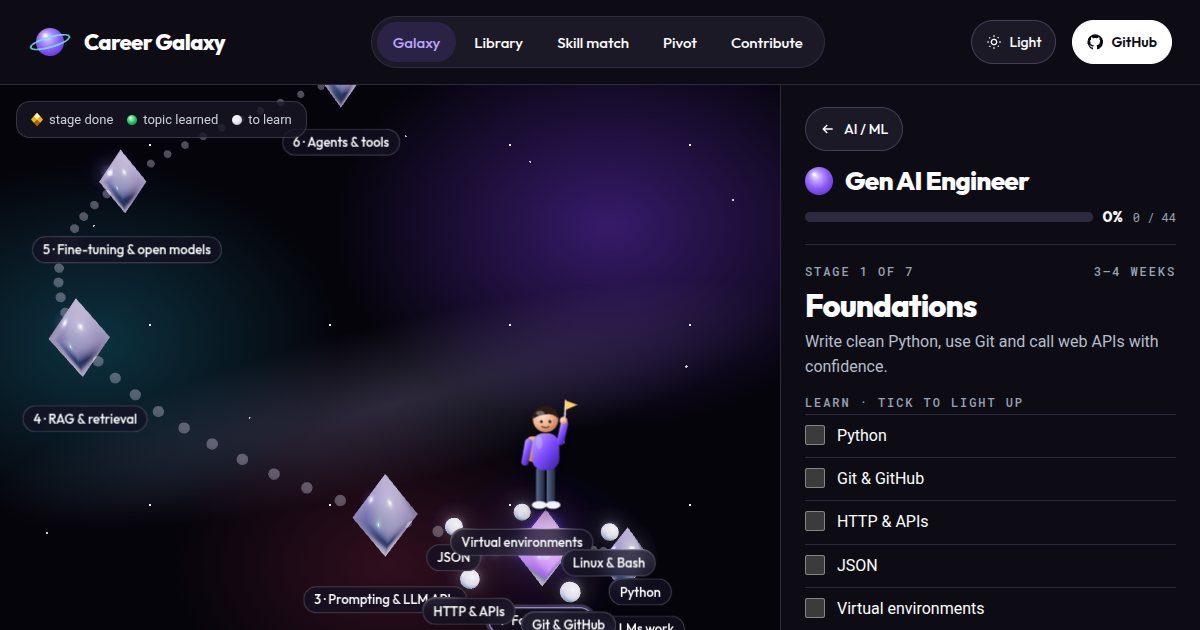 Career Galaxy
Galaxy
Library
Skill match
Pivot
Contribute
Light
GitHub
stage done
topic learned
to learn
6 · Agents & tools
5 · Fine-tuning & open models
4 · RAG & retrieval
Virtual environments
JSON
Linux & Bash
Python
3 · Prompting & LLM
HTTP & APIs
Git & GitHub
LMs work
← AI / ML
Gen AI Engineer
0% 0 / 44
STAGE 1 OF 7
3–4 WEEKS
Foundations
Write clean Python, use Git and call web APIs with
confidence.
LEARN · TICK TO LIGHT UP
Python
Git & GitHub
HTTP & APIs
JSON
Virtual environments